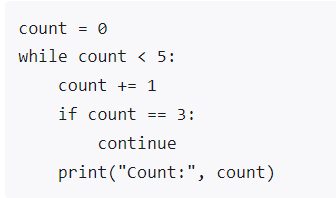 count = 0
while count < 5:
    count += 1
    if count == 3:
        continue
    print("Count:", count)